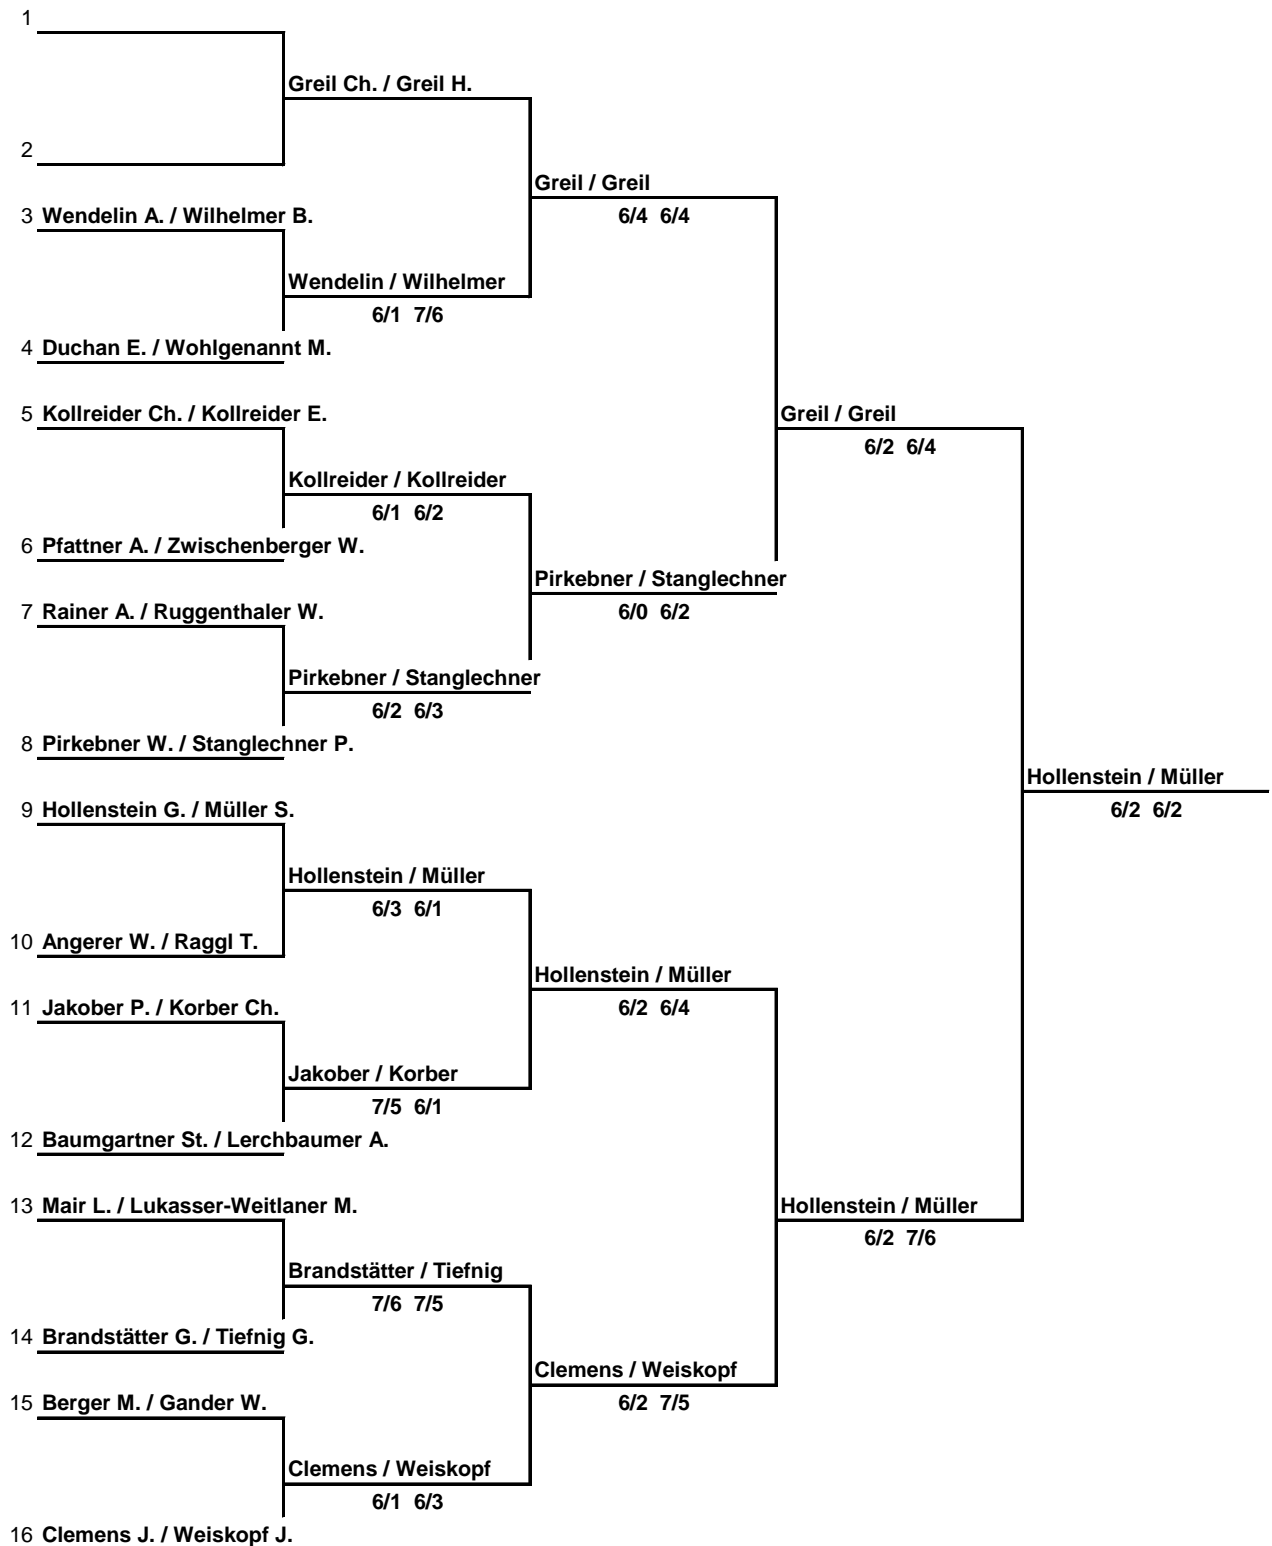 1
Greil Ch. / Greil H.
2
Greil / Greil
3 Wendelin A. / Wilhelmer B.
6/4 6/4
Wendelin / Wilhelmer
6/1 7/6
4 Duchan E. / Wohlgenannt M.
5 Kollreider Ch. / Kollreider E.
Greil / Greil
6/2 6/4
Kollreider / Kollreider
6/1 6/2
6 Pfattner A. / Zwischenberger W.
Pirkebner / Stanglechner
7 Rainer A. / Ruggenthaler W.
6/0 6/2
Pirkebner / Stanglechner
6/2 6/3
8 Pirkebner W. / Stanglechner P.
Hollenstein / Müller
9 Hollenstein G. / Müller S.
6/2 6/2
Hollenstein / Müller
6/3 6/1
10 Angerer W. / Raggl T.
Hollenstein / Müller
11 Jakober P. / Korber Ch.
6/2 6/4
Jakober / Korber
7/5 6/1
12 Baumgartner St. / Lerchbaumer A.
13 Mair L. / Lukasser-Weitlaner M.
Hollenstein / Müller
6/2 7/6
Brandstätter / Tiefnig
7/6 7/5
14 Brandstätter G. / Tiefnig G.
Clemens / Weiskopf
15 Berger M. / Gander W.
6/2 7/5
Clemens / Weiskopf
6/1 6/3
16 Clemens J. / Weiskopf J.